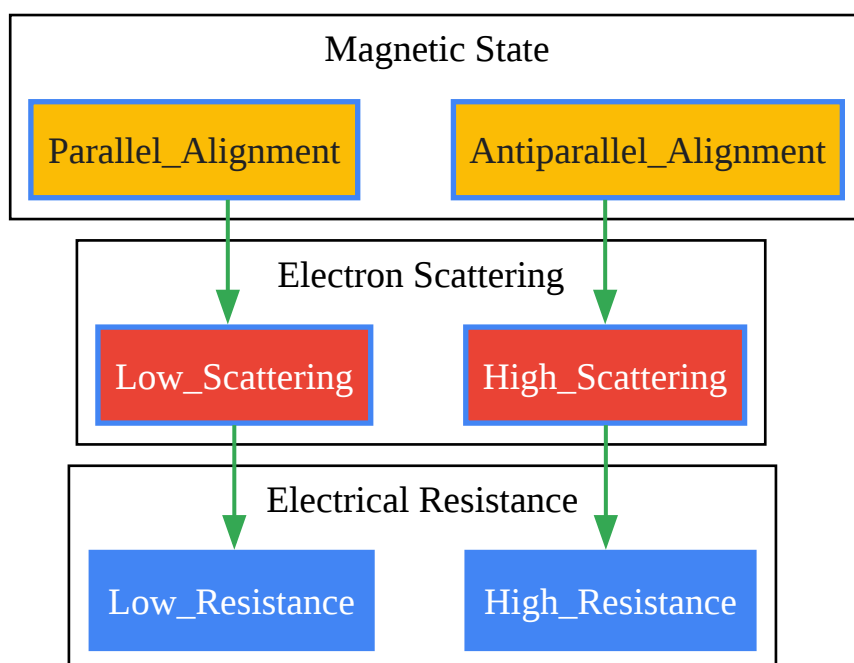 Magnetic State
Parallel_Alignment
Antiparallel_Alignment
Electron Scattering
Low_Scattering
High_Scattering
Electrical Resistance
Low_Resistance
High_Resistance